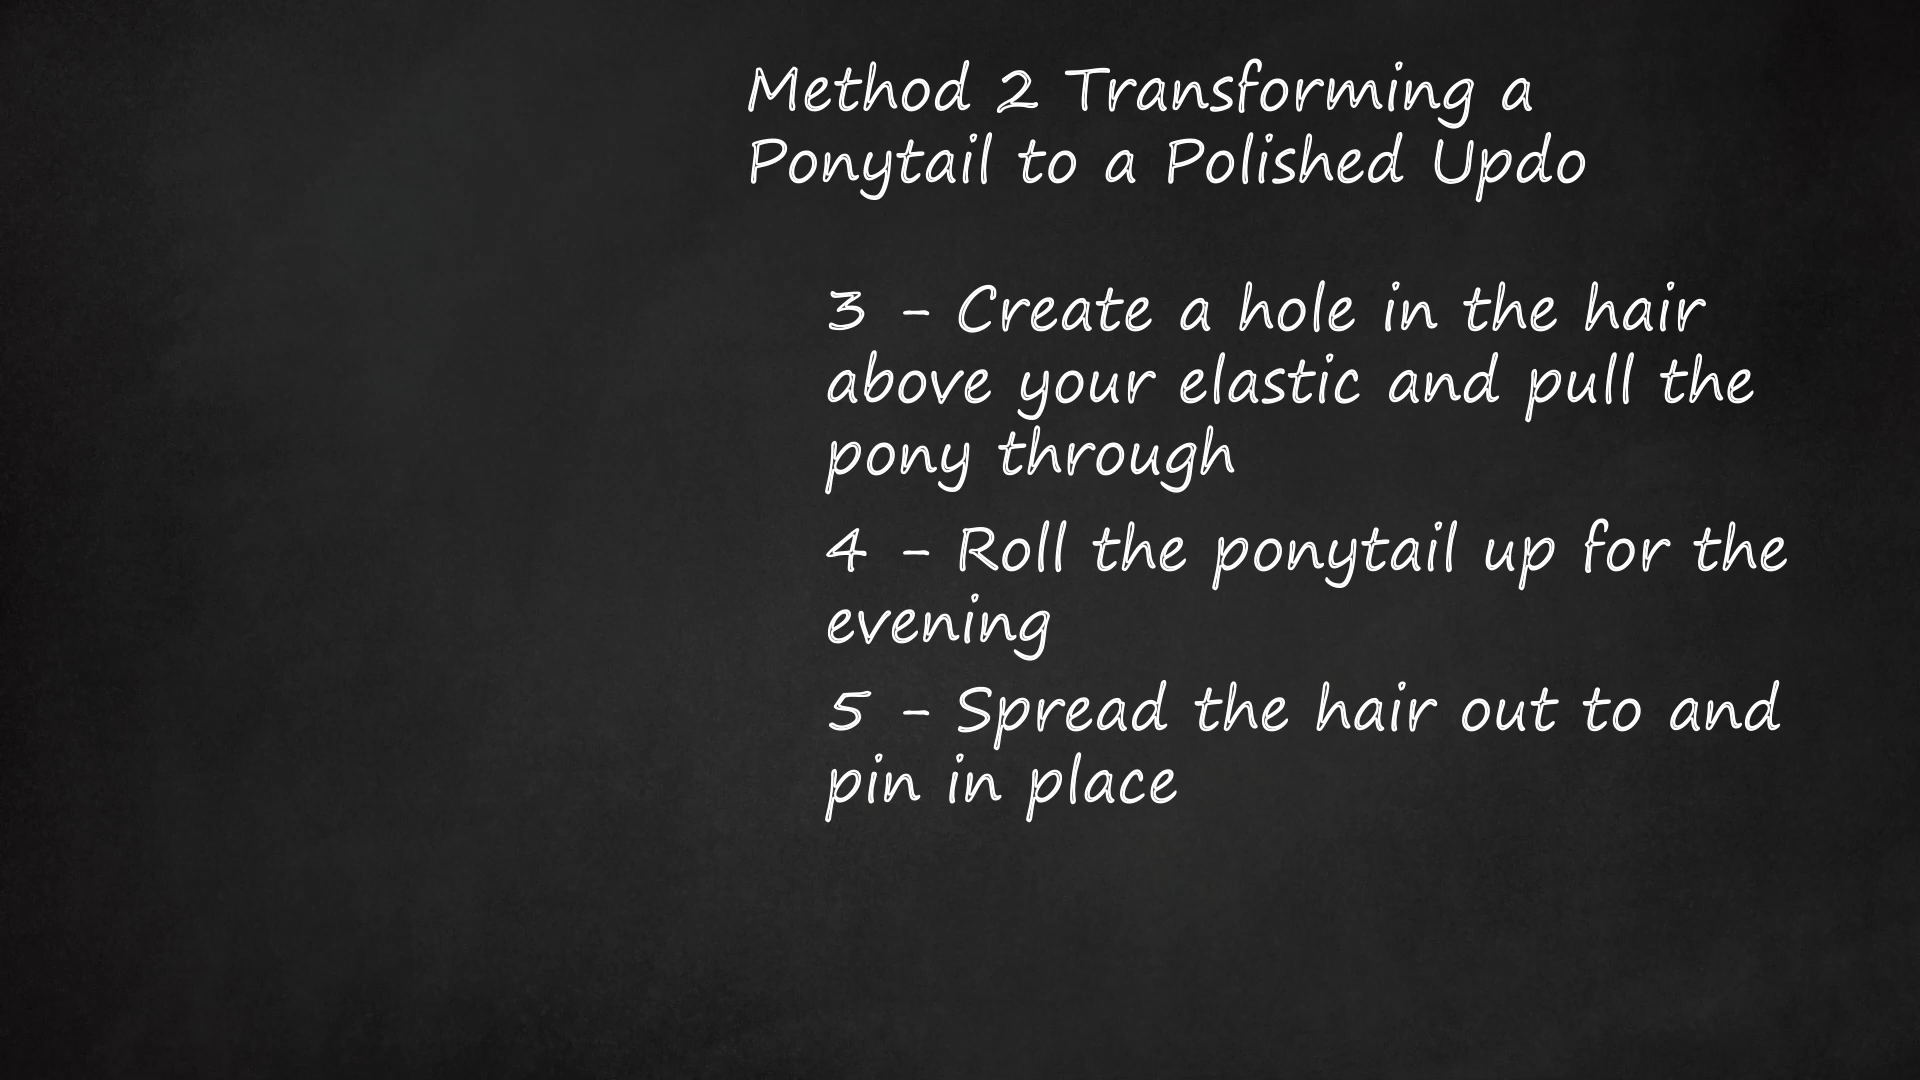 Method 2 Transforming a
Ponytail to a Polished Updo
3 - Create a hole in the hair
above your elastic and pull the
pony through
4 - Roll the ponytail up for the
evening
5 - Spread the hair out to and
pin in place